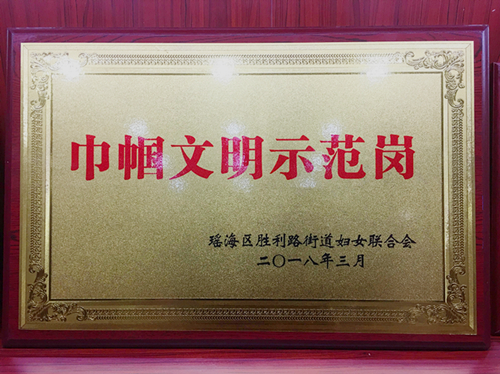 巾帼文明示范岗
瑶海区胜利路街道妇女联合会
二〇一八年三月